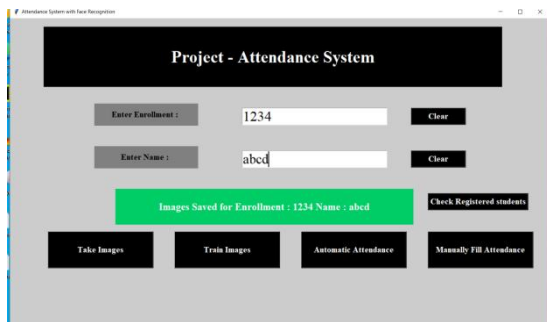 Attendance System with Face Recognition
Project - Attendance System
Enter Enrollment :
1234
Clear
Enter Name :
abcd
Clear
Images Saved for Enrollment : 1234 Name : abcd
Check Registered students
Take Images
Train Images
Automatic Attendance
Manually Fill Attendance